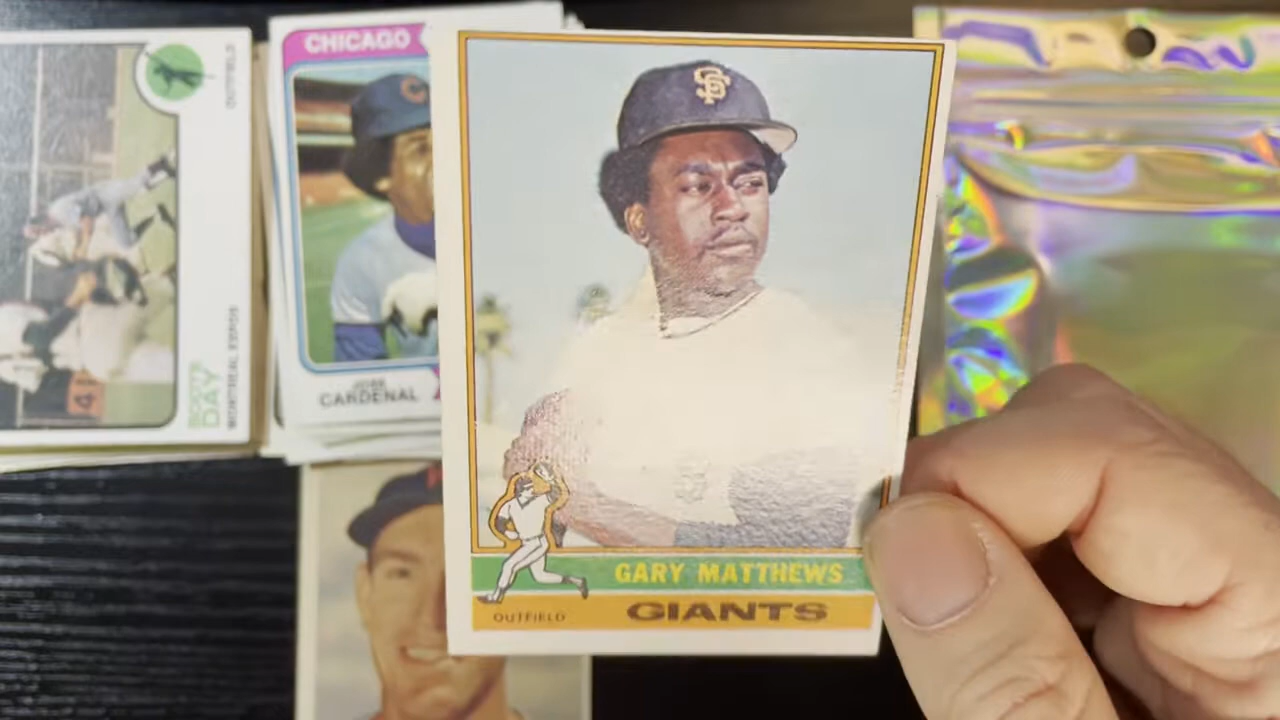 OUTFIELD
BOOTS
DAY
MONTREAL EXPOS
CHICAGO
JOSE
CARDENAL
SF
GARY MATTHEWS
OUTFIELD
GIANTS